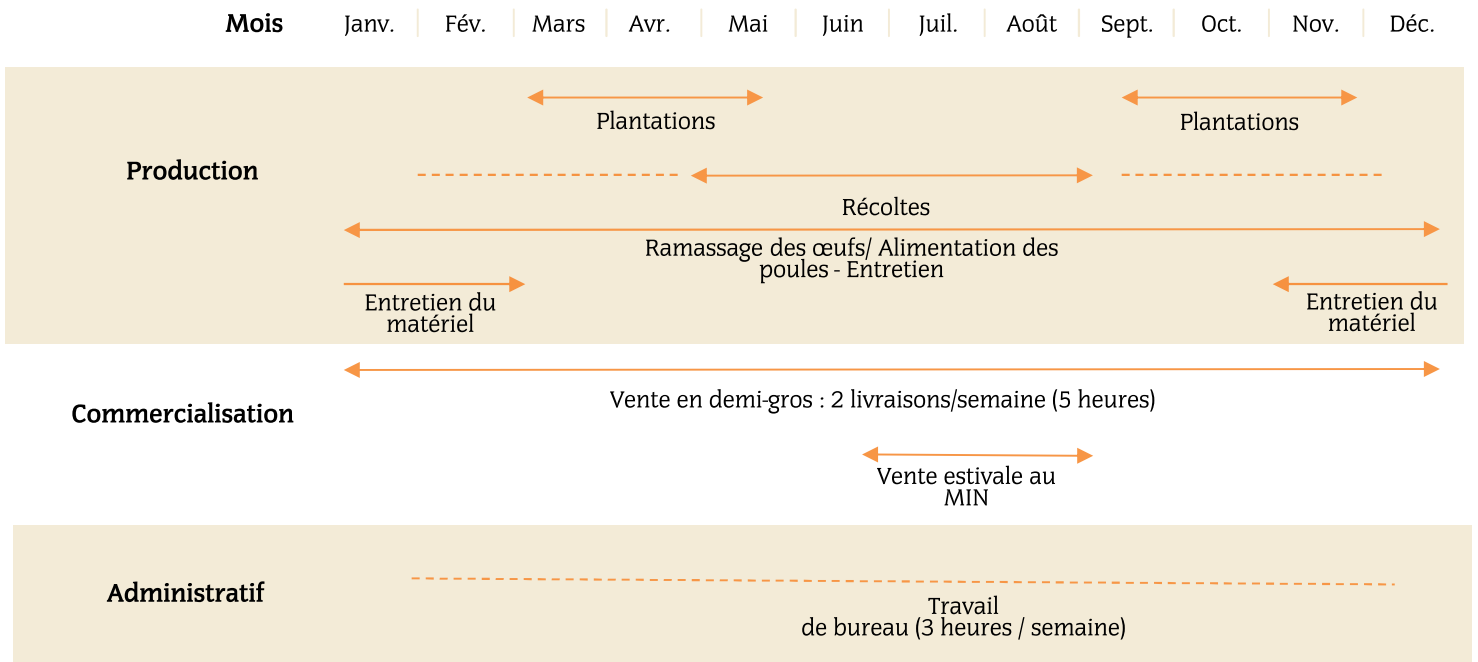 Mois Janv. Fév. Mars Avr. Mai Juin Juil. Août Sept. Oct. Nov. Déc.
Production
Plantations
Plantations
Récoltes
Ramassage des œufs/ Alimentation des
poules - Entretien
Entretien du
matériel
Entretien du
matériel
Commercialisation
Vente en demi-gros : 2 livraisons/semaine (5 heures)
Vente estivale au
MIN
Administratif
Travail
de bureau (3 heures / semaine)